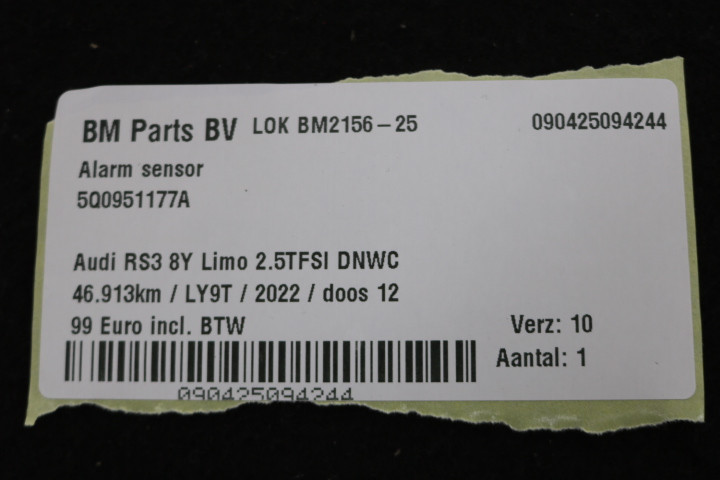 BM Parts BV LOK BM2156-25 090425094244
Alarm sensor
5Q0951177A
Audi RS3 8Y Limo 2.5TFSI DNWC
46.913km / LY9T / 2022 / doos 12
99 Euro incl. BTW Verz: 10
Aantal: 1
090425094244